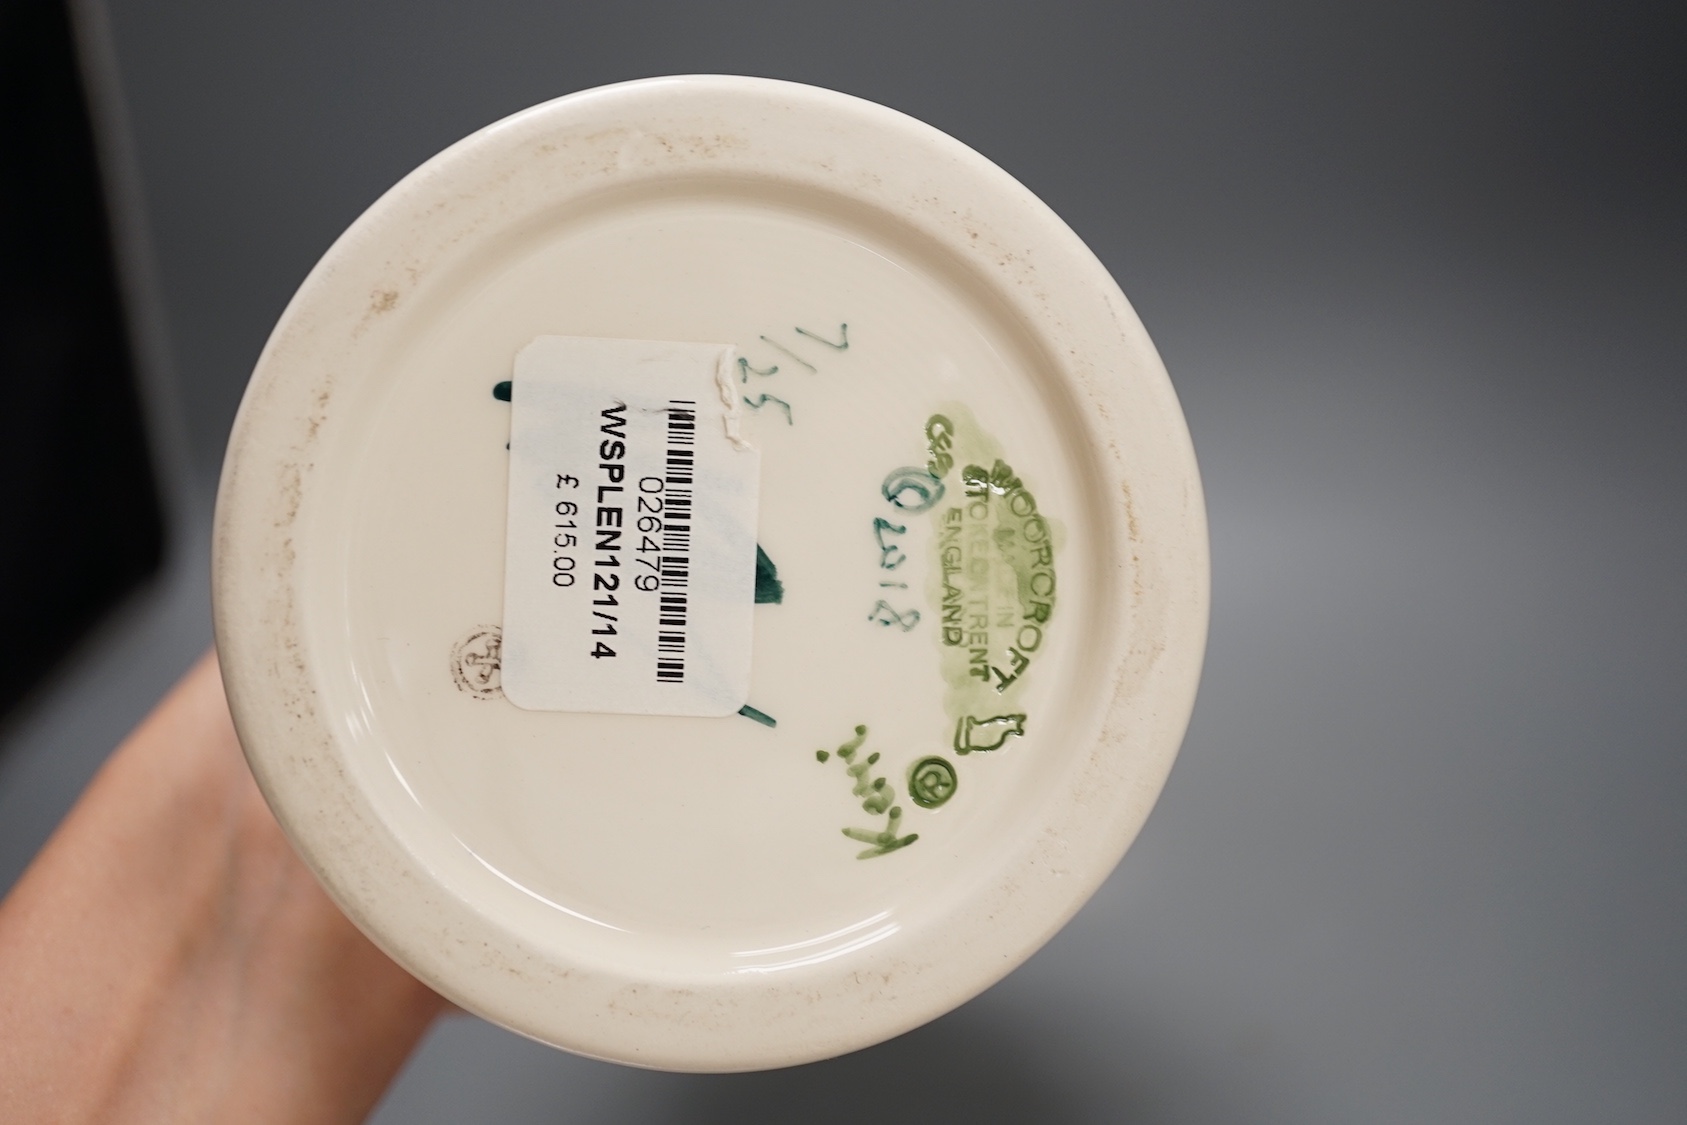 026479
WSPLEN121/14
£ 615.00
7/25
© 2018
MOORCROFT
MADE IN
STOKE ON TRENT
ENGLAND
®